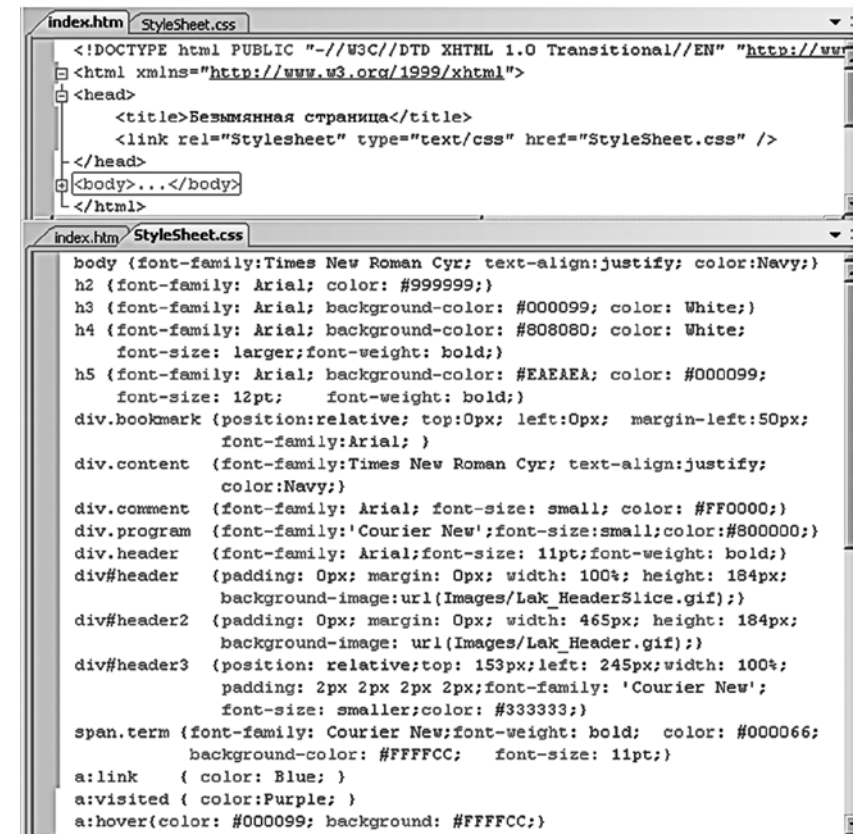 index.htm StyleSheet.css
<!DOCTYPE html PUBLIC "-//W3C//DTD XHTML 1.0 Transitional//EN" "http://www
<html xmlns="http://www.w3.org/1999/xhtml">
<head>
<title>Безымянная страница</title>
<link rel="Stylesheet" type="text/css" href="StyleSheet.css" />
</head>
<body>...</body>
</html>
index.htm StyleSheet.css
body {font-family:Times New Roman Cyr; text-align:justify; color:Navy;}
h2 {font-family: Arial; color: #999999;}
h3 {font-family: Arial; background-color: #000099; color: White;}
h4 {font-family: Arial; background-color: #808080; color: White;
font-size: larger;font-weight: bold;}
h5 {font-family: Arial; background-color: #EAEAEA; color: #000099;
font-size: 12pt; font-weight: bold;}
div.bookmark {position:relative; top:0px; left:0px; margin-left:50px;
font-family:Arial; }
div.content {font-family:Times New Roman Cyr; text-align:justify;
color:Navy;}
div.comment {font-family: Arial; font-size: small; color: #FF0000;}
div.program {font-family:'Courier New';font-size:small;color:#800000;}
div.header {font-family: Arial;font-size: 11pt;font-weight: bold;}
div#header {padding: 0px; margin: 0px; width: 100%; height: 184px;
background-image:url(Images/Lak_HeaderSlice.gif);}
div#header2 {padding: 0px; margin: 0px; width: 465px; height: 184px;
background-image: url(Images/Lak_Header.gif);}
div#header3 {position: relative;top: 153px;left: 245px;width: 100%;
padding: 2px 2px 2px 2px;font-family: 'Courier New';
font-size: smaller;color: #333333;}
span.term {font-family: Courier New;font-weight: bold; color: #000066;
background-color: #FFFFCC; font-size: 11pt;}
a:link { color: Blue; }
a:visited { color:Purple; }
a:hover{color: #000099; background: #FFFFCC;}